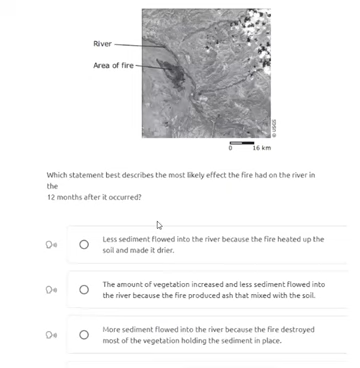 River
Area of fire
© USGS
0 16 km
Which statement best describes the most likely effect the fire had on the river in
the
12 months after it occurred?
Less sediment flowed into the river because the fire heated up the
soil and made it drier.
The amount of vegetation increased and less sediment flowed into
the river because the fire produced ash that mixed with the soil.
More sediment flowed into the river because the fire destroyed
most of the vegetation holding the sediment in place.